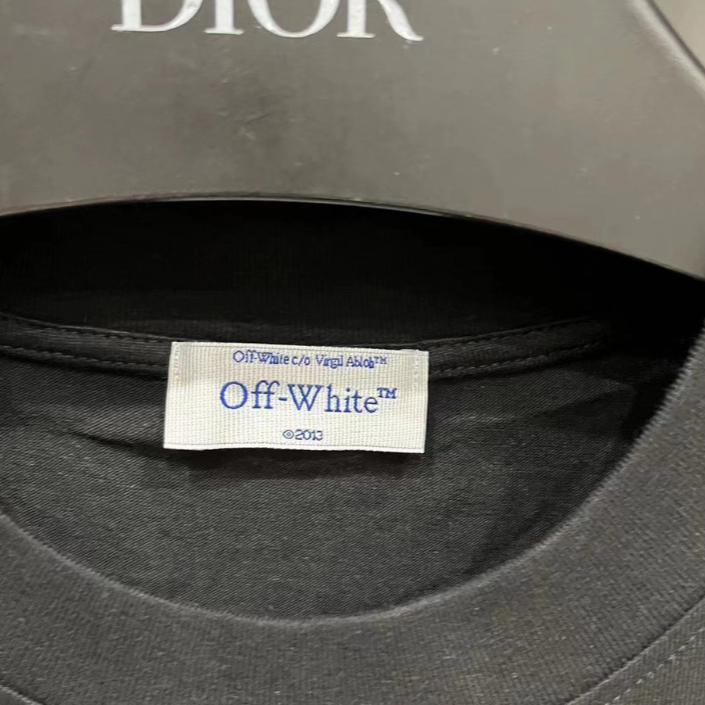 DIOR
Off-White c/o Virgil Abloh™
Off-White™
©2013